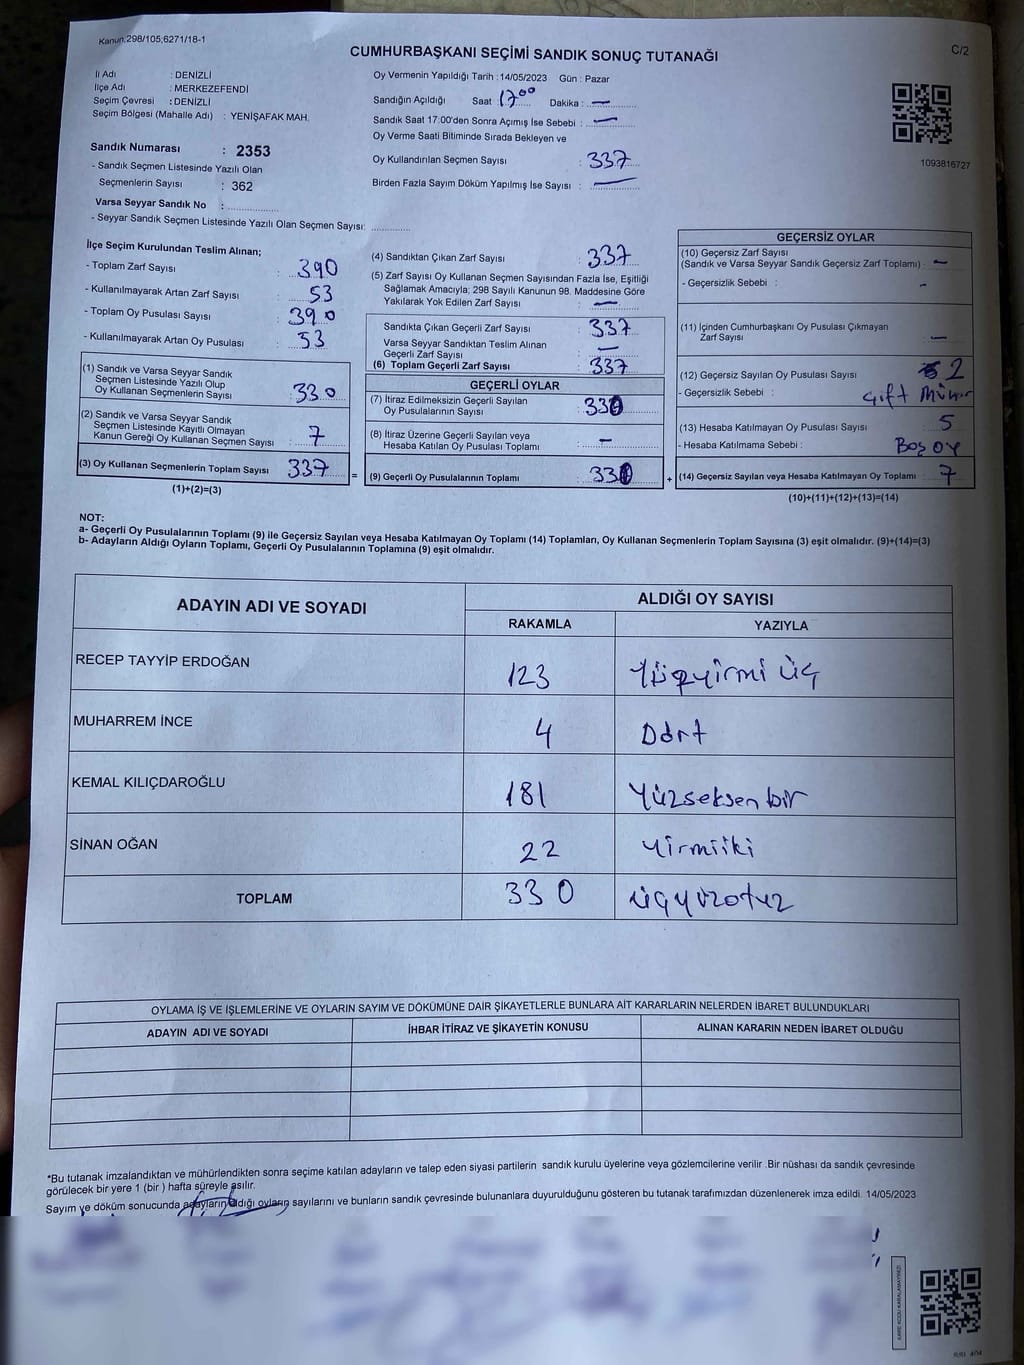 Kanun:298/105;6271/18-1
C/2
CUMHURBAŞKANI SEÇİMİ SANDIK SONUÇ TUTANAĞI
İl Adı : DENİZLİ
İlçe Adı : MERKEZEFENDİ
Seçim Çevresi : DENİZLİ
Seçim Bölgesi (Mahalle Adı) : YENİŞAFAK MAH.
Sandık Numarası : 2353
- Sandık Seçmen Listesinde Yazılı Olan
Seçmenlerin Sayısı : 362
Varsa Seyyar Sandık No :
- Seyyar Sandık Seçmen Listesinde Yazılı Olan Seçmen Sayısı:
Oy Vermenin Yapıldığı Tarih : 14/05/2023 Gün : Pazar
Sandığın Açıldığı Saat : 17 00 Dakika : —
Sandık Saat 17:00'den Sonra Açımış İse Sebebi : —
Oy Verme Saati Bitiminde Sırada Bekleyen ve
Oy Kullandırılan Seçmen Sayısı : 337
Birden Fazla Sayım Döküm Yapılmış İse Sayısı : —
1093816727
İlçe Seçim Kurulundan Teslim Alınan;
- Toplam Zarf Sayısı : 390
- Kullanılmayarak Artan Zarf Sayısı : 53
- Toplam Oy Pusulası Sayısı : 390
- Kullanılmayarak Artan Oy Pusulası : 53
(1) Sandık ve Varsa Seyyar Sandık
Seçmen Listesinde Yazılı Olup
Oy Kullanan Seçmenlerin Sayısı : 330
(2) Sandık ve Varsa Seyyar Sandık
Seçmen Listesinde Kayıtlı Olmayan
Kanun Gereği Oy Kullanan Seçmen Sayısı : 7
(3) Oy Kullanan Seçmenlerin Toplam Sayısı : 337
(1)+(2)=(3)
(4) Sandıktan Çıkan Zarf Sayısı : 337
(5) Zarf Sayısı Oy Kullanan Seçmen Sayısından Fazla İse, Eşitliği
Sağlamak Amacıyla; 298 Sayılı Kanunun 98. Maddesine Göre
Yakılarak Yok Edilen Zarf Sayısı : —
Sandıkta Çıkan Geçerli Zarf Sayısı : 337
Varsa Seyyar Sandıktan Teslim Alınan
Geçerli Zarf Sayısı : —
(6) Toplam Geçerli Zarf Sayısı : 337
GEÇERLİ OYLAR
(7) İtiraz Edilmeksizin Geçerli Sayılan
Oy Pusulalarının Sayısı : 330
(8) İtiraz Üzerine Geçerli Sayılan veya
Hesaba Katılan Oy Pusulası Toplamı : —
= (9) Geçerli Oy Pusulalarının Toplamı : 330 +
GEÇERSİZ OYLAR
(10) Geçersiz Zarf Sayısı
(Sandık ve Varsa Seyyar Sandık Geçersiz Zarf Toplamı) : —
- Geçersizlik Sebebi : -
(11) İçinden Cumhurbaşkanı Oy Pusulası Çıkmayan
Zarf Sayısı : —
(12) Geçersiz Sayılan Oy Pusulası Sayısı : 2
- Geçersizlik Sebebi : Çift Mühür
(13) Hesaba Katılmayan Oy Pusulası Sayısı : 5
- Hesaba Katılmama Sebebi : Boş oy
(14) Geçersiz Sayılan veya Hesaba Katılmayan Oy Toplamı : 7
(10)+(11)+(12)+(13)=(14)
NOT:
a- Geçerli Oy Pusulalarının Toplamı (9) ile Geçersiz Sayılan veya Hesaba Katılmayan Oy Toplamı (14) Toplamları, Oy Kullanan Seçmenlerin Toplam Sayısına (3) eşit olmalıdır. (9)+(14)=(3)
b- Adayların Aldığı Oyların Toplamı, Geçerli Oy Pusulalarının Toplamına (9) eşit olmalıdır.
ADAYIN ADI VE SOYADI
ALDIĞI OY SAYISI
RAKAMLA YAZIYLA
RECEP TAYYİP ERDOĞAN 123 Yüzyirmi üç
MUHARREM İNCE 4 Dört
KEMAL KILIÇDAROĞLU 181 Yüzseksenbir
SİNAN OĞAN 22 Yirmiiki
TOPLAM 330 üçyüzotuz
OYLAMA İŞ VE İŞLEMLERİNE VE OYLARIN SAYIM VE DÖKÜMÜNE DAİR ŞİKAYETLERLE BUNLARA AİT KARARLARIN NELERDEN İBARET BULUNDUKLARI
ADAYIN ADI VE SOYADI İHBAR İTİRAZ VE ŞİKAYETİN KONUSU ALINAN KARARIN NEDEN İBARET OLDUĞU
*Bu tutanak imzalandıktan ve mühürlendikten sonra seçime katılan adayların ve talep eden siyasi partilerin sandık kurulu üyelerine veya gözlemcilerine verilir .Bir nüshası da sandık çevresinde
görülecek bir yere 1 (bir ) hafta süreyle asılır.
Sayım ve döküm sonucunda adayların aldığı oyların sayılarını ve bunların sandık çevresinde bulunanlara duyurulduğunu gösteren bu tutanak tarafımızdan düzenlenerek imza edildi. 14/05/2023